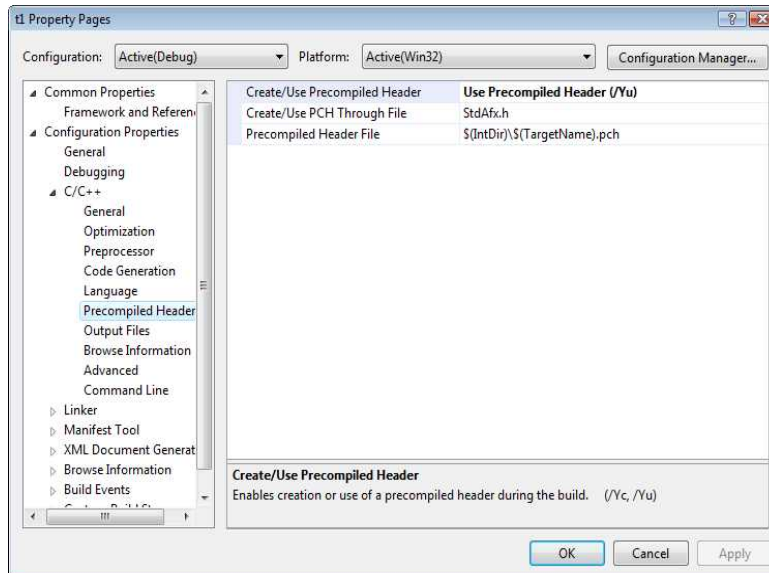 t1 Property Pages
Configuration: Active(Debug) Platform: Active(Win32) Configuration Manager...
Common Properties
Framework and Referen
Configuration Properties
General
Debugging
C/C++
General
Optimization
Preprocessor
Code Generation
Language
Precompiled Header
Output Files
Browse Information
Advanced
Command Line
Linker
Manifest Tool
XML Document Generat
Browse Information
Build Events
Create/Use Precompiled Header Use Precompiled Header (/Yu)
Create/Use PCH Through File StdAfx.h
Precompiled Header File $(IntDir)\$(TargetName).pch
Create/Use Precompiled Header
Enables creation or use of a precompiled header during the build. (/Yc, /Yu)
OK Cancel Apply